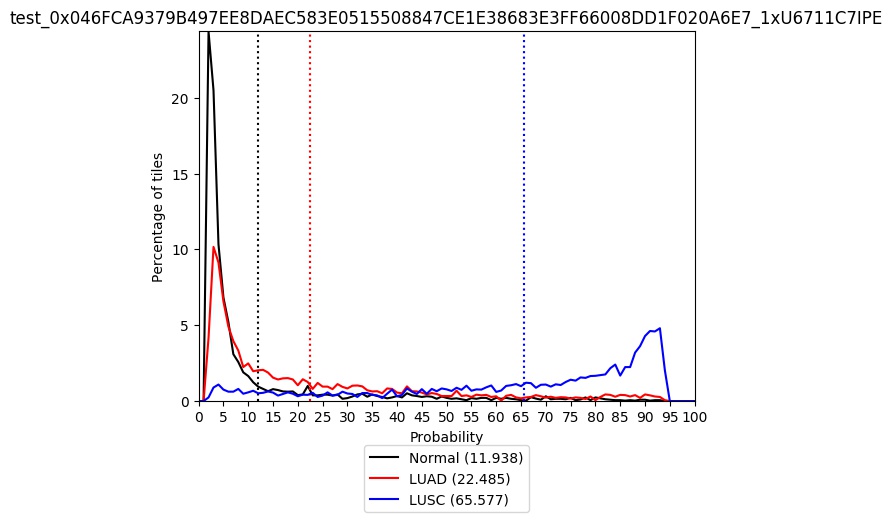 test_0x046FCA9379B497EE8DAEC583E0515508847CE1E38683E3FF66008DD1F020A6E7_1xU6711C7lPE
Percentage of tiles
20
15
10
5
0
0 5 10 15 20 25 30 35 40 45 50 55 60 65 70 75 80 85 90 95 100
Probability
Normal (11.938)
LUAD (22.485)
LUSC (65.577)